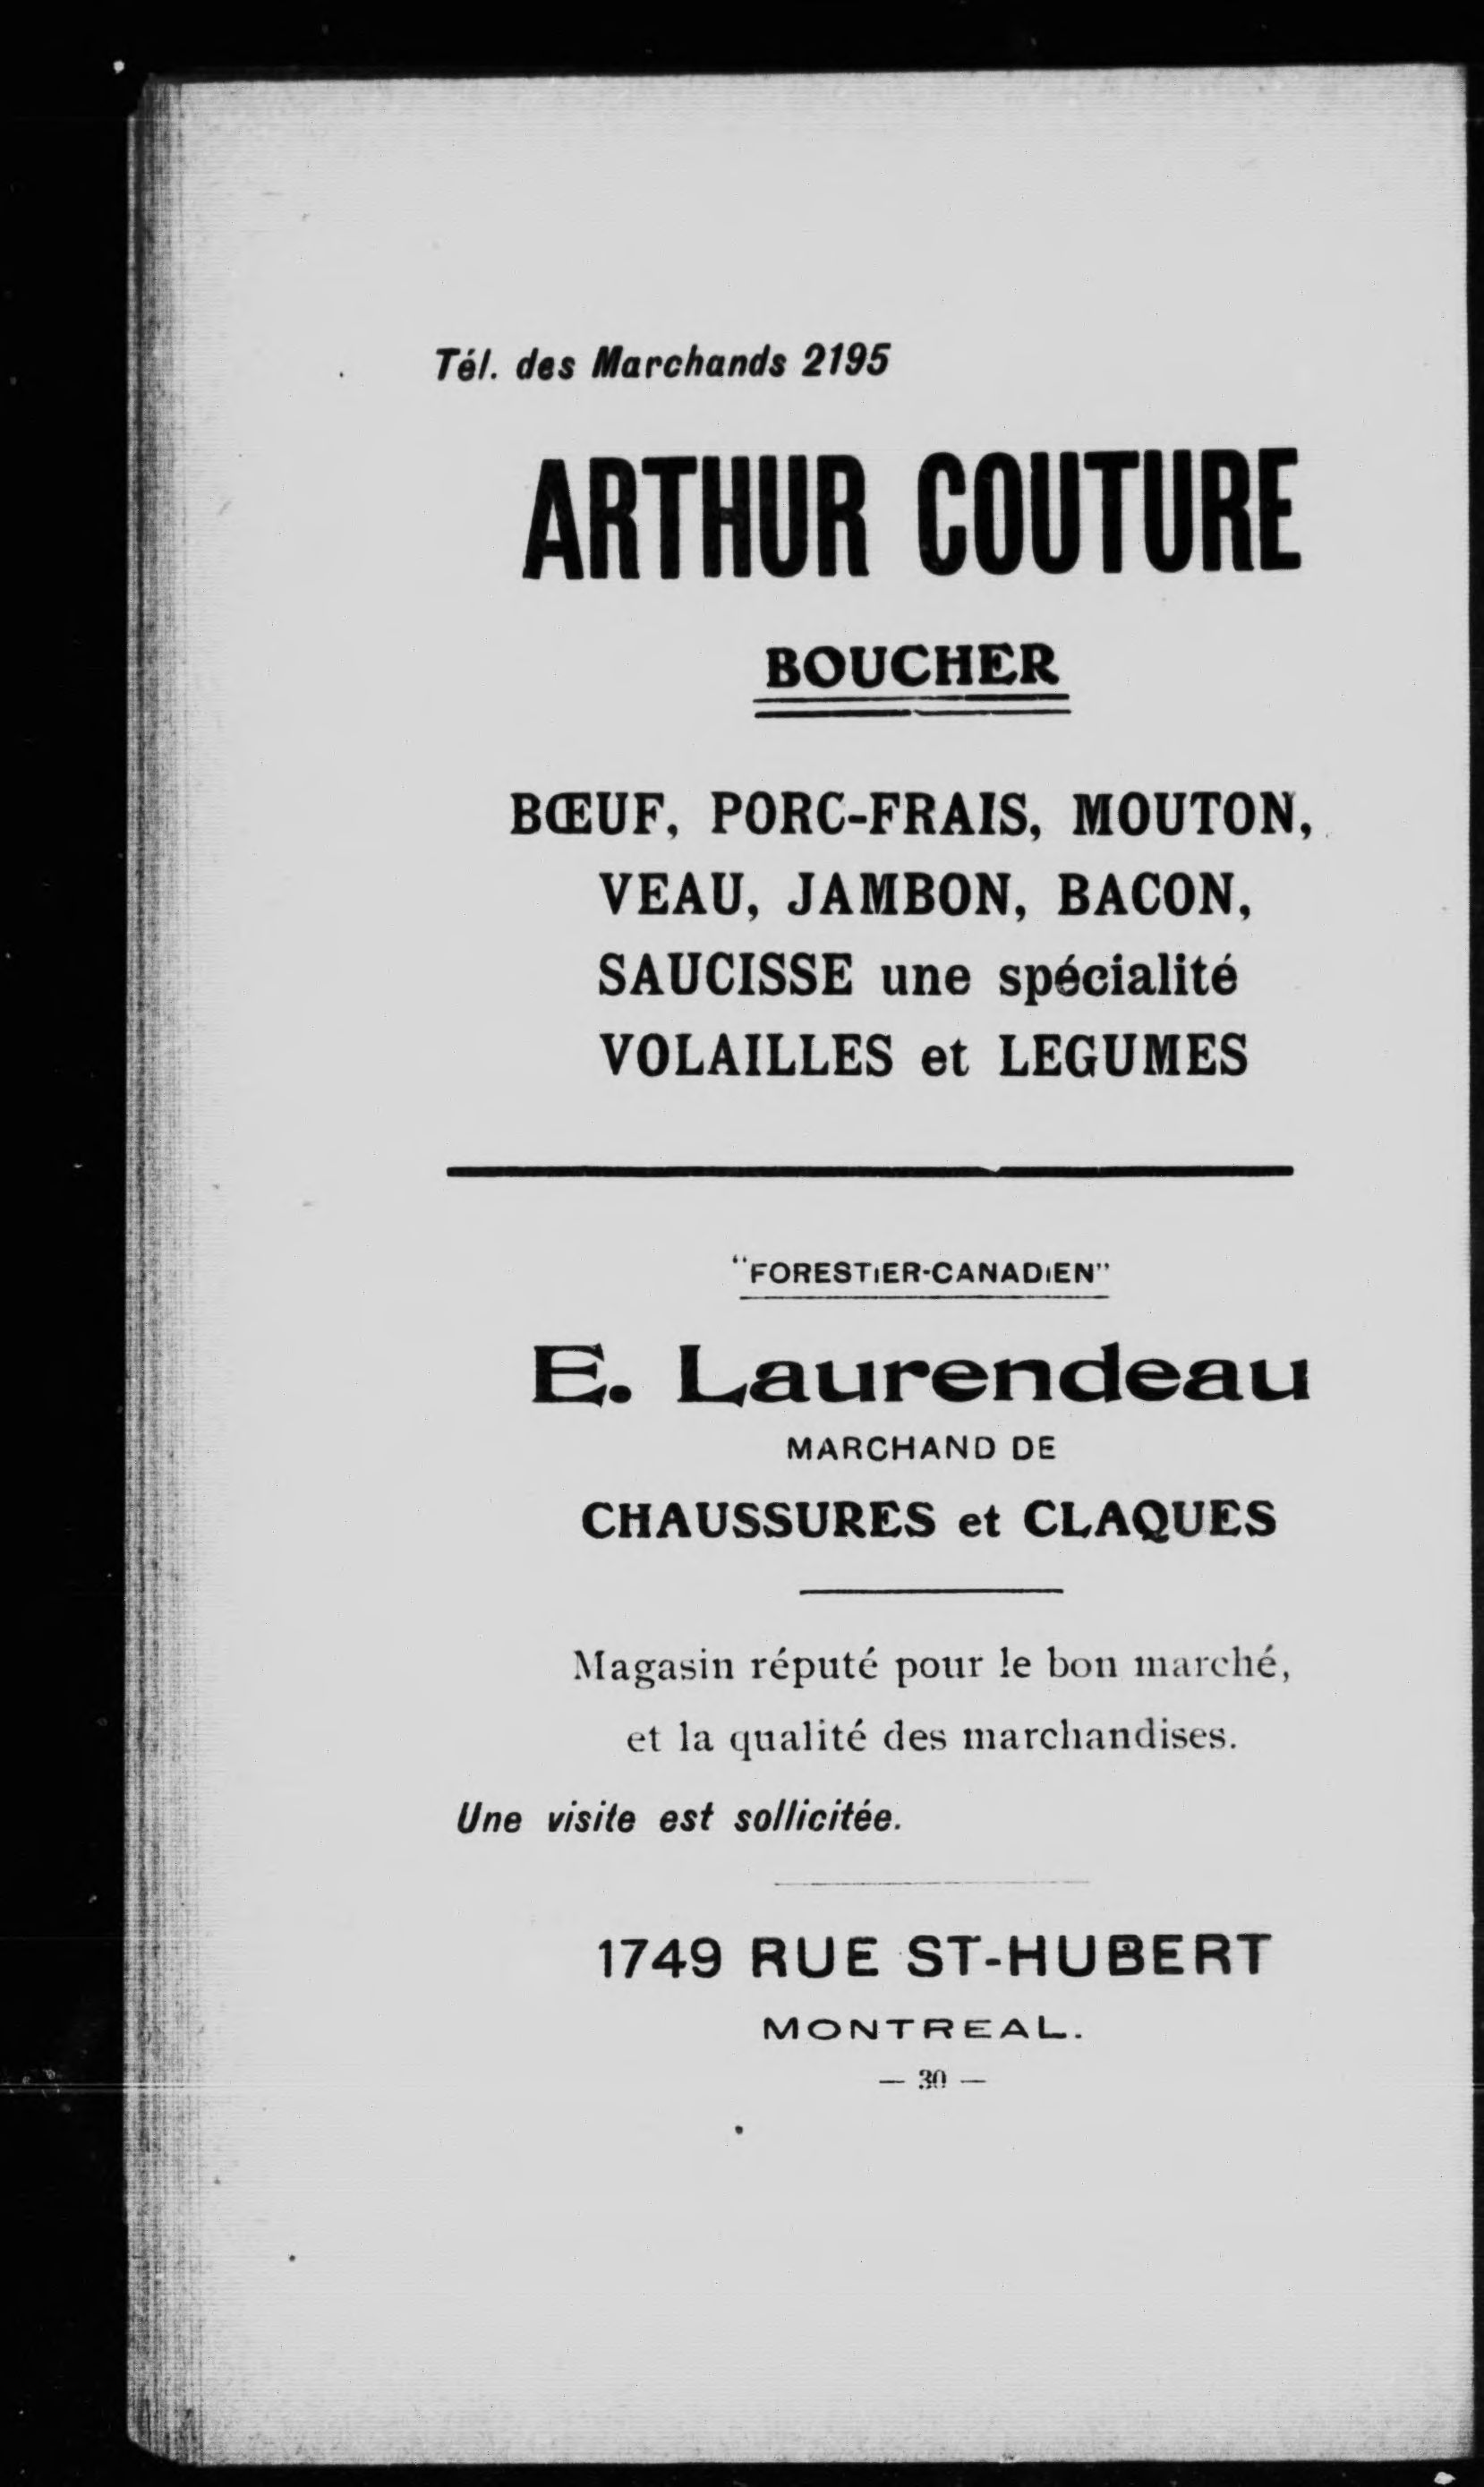 Tél. des Marchands 2195
ARTHUR COUTURE
BOUCHER
BŒUF, PORC-FRAIS, MOUTON,
VEAU, JAMBON, BACON,
SAUCISSE une spécialité
VOLAILLES et LEGUMES
"FORESTIER-CANADIEN"
E. Laurendeau
MARCHAND DE
CHAUSSURES et CLAQUES
Magasin réputé pour le bon marché,
et la qualité des marchandises.
Une visite est sollicitée.
1749 RUE ST-HUBERT
MONTREAL.
— 30 —